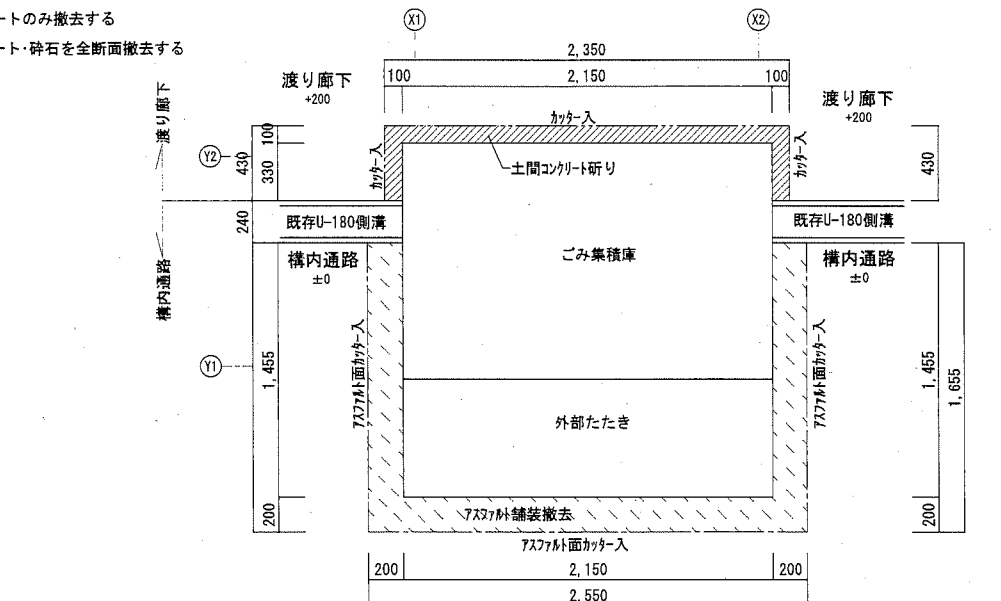 ートのみ撤去する
ート・砕石を全断面撤去する
X1
X2
2,350
100
2,150
100
渡り廊下
+200
渡り廊下
+200
渡り廊下
構内通路
カッター入
カッター入
カッター入
土間コンクリート斫り
Y2
430
100
330
240
430
既存U-180側溝
既存U-180側溝
構内通路
±0
構内通路
±0
ごみ集積庫
Y1
1,455
アスファルト面カッター入
アスファルト面カッター入
1,455
1,655
外部たたき
200
アスファルト舗装撤去
200
アスファルト面カッター入
200
2,150
200
2,550